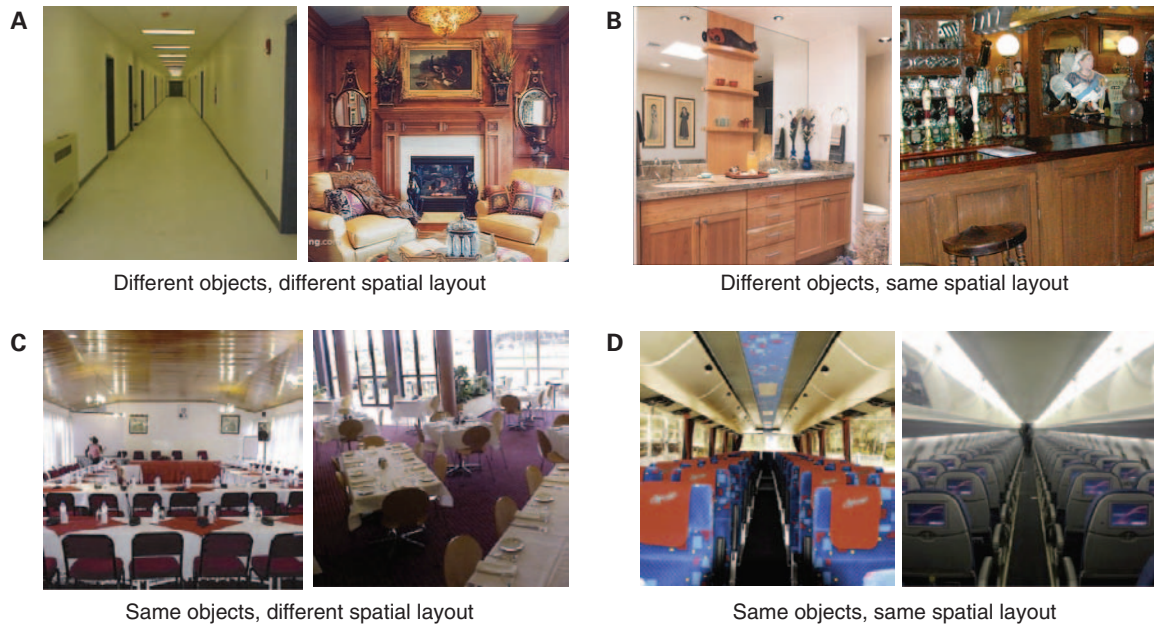 A
B
Different objects, different spatial layout
Different objects, same spatial layout
C
D
Same objects, different spatial layout
Same objects, same spatial layout